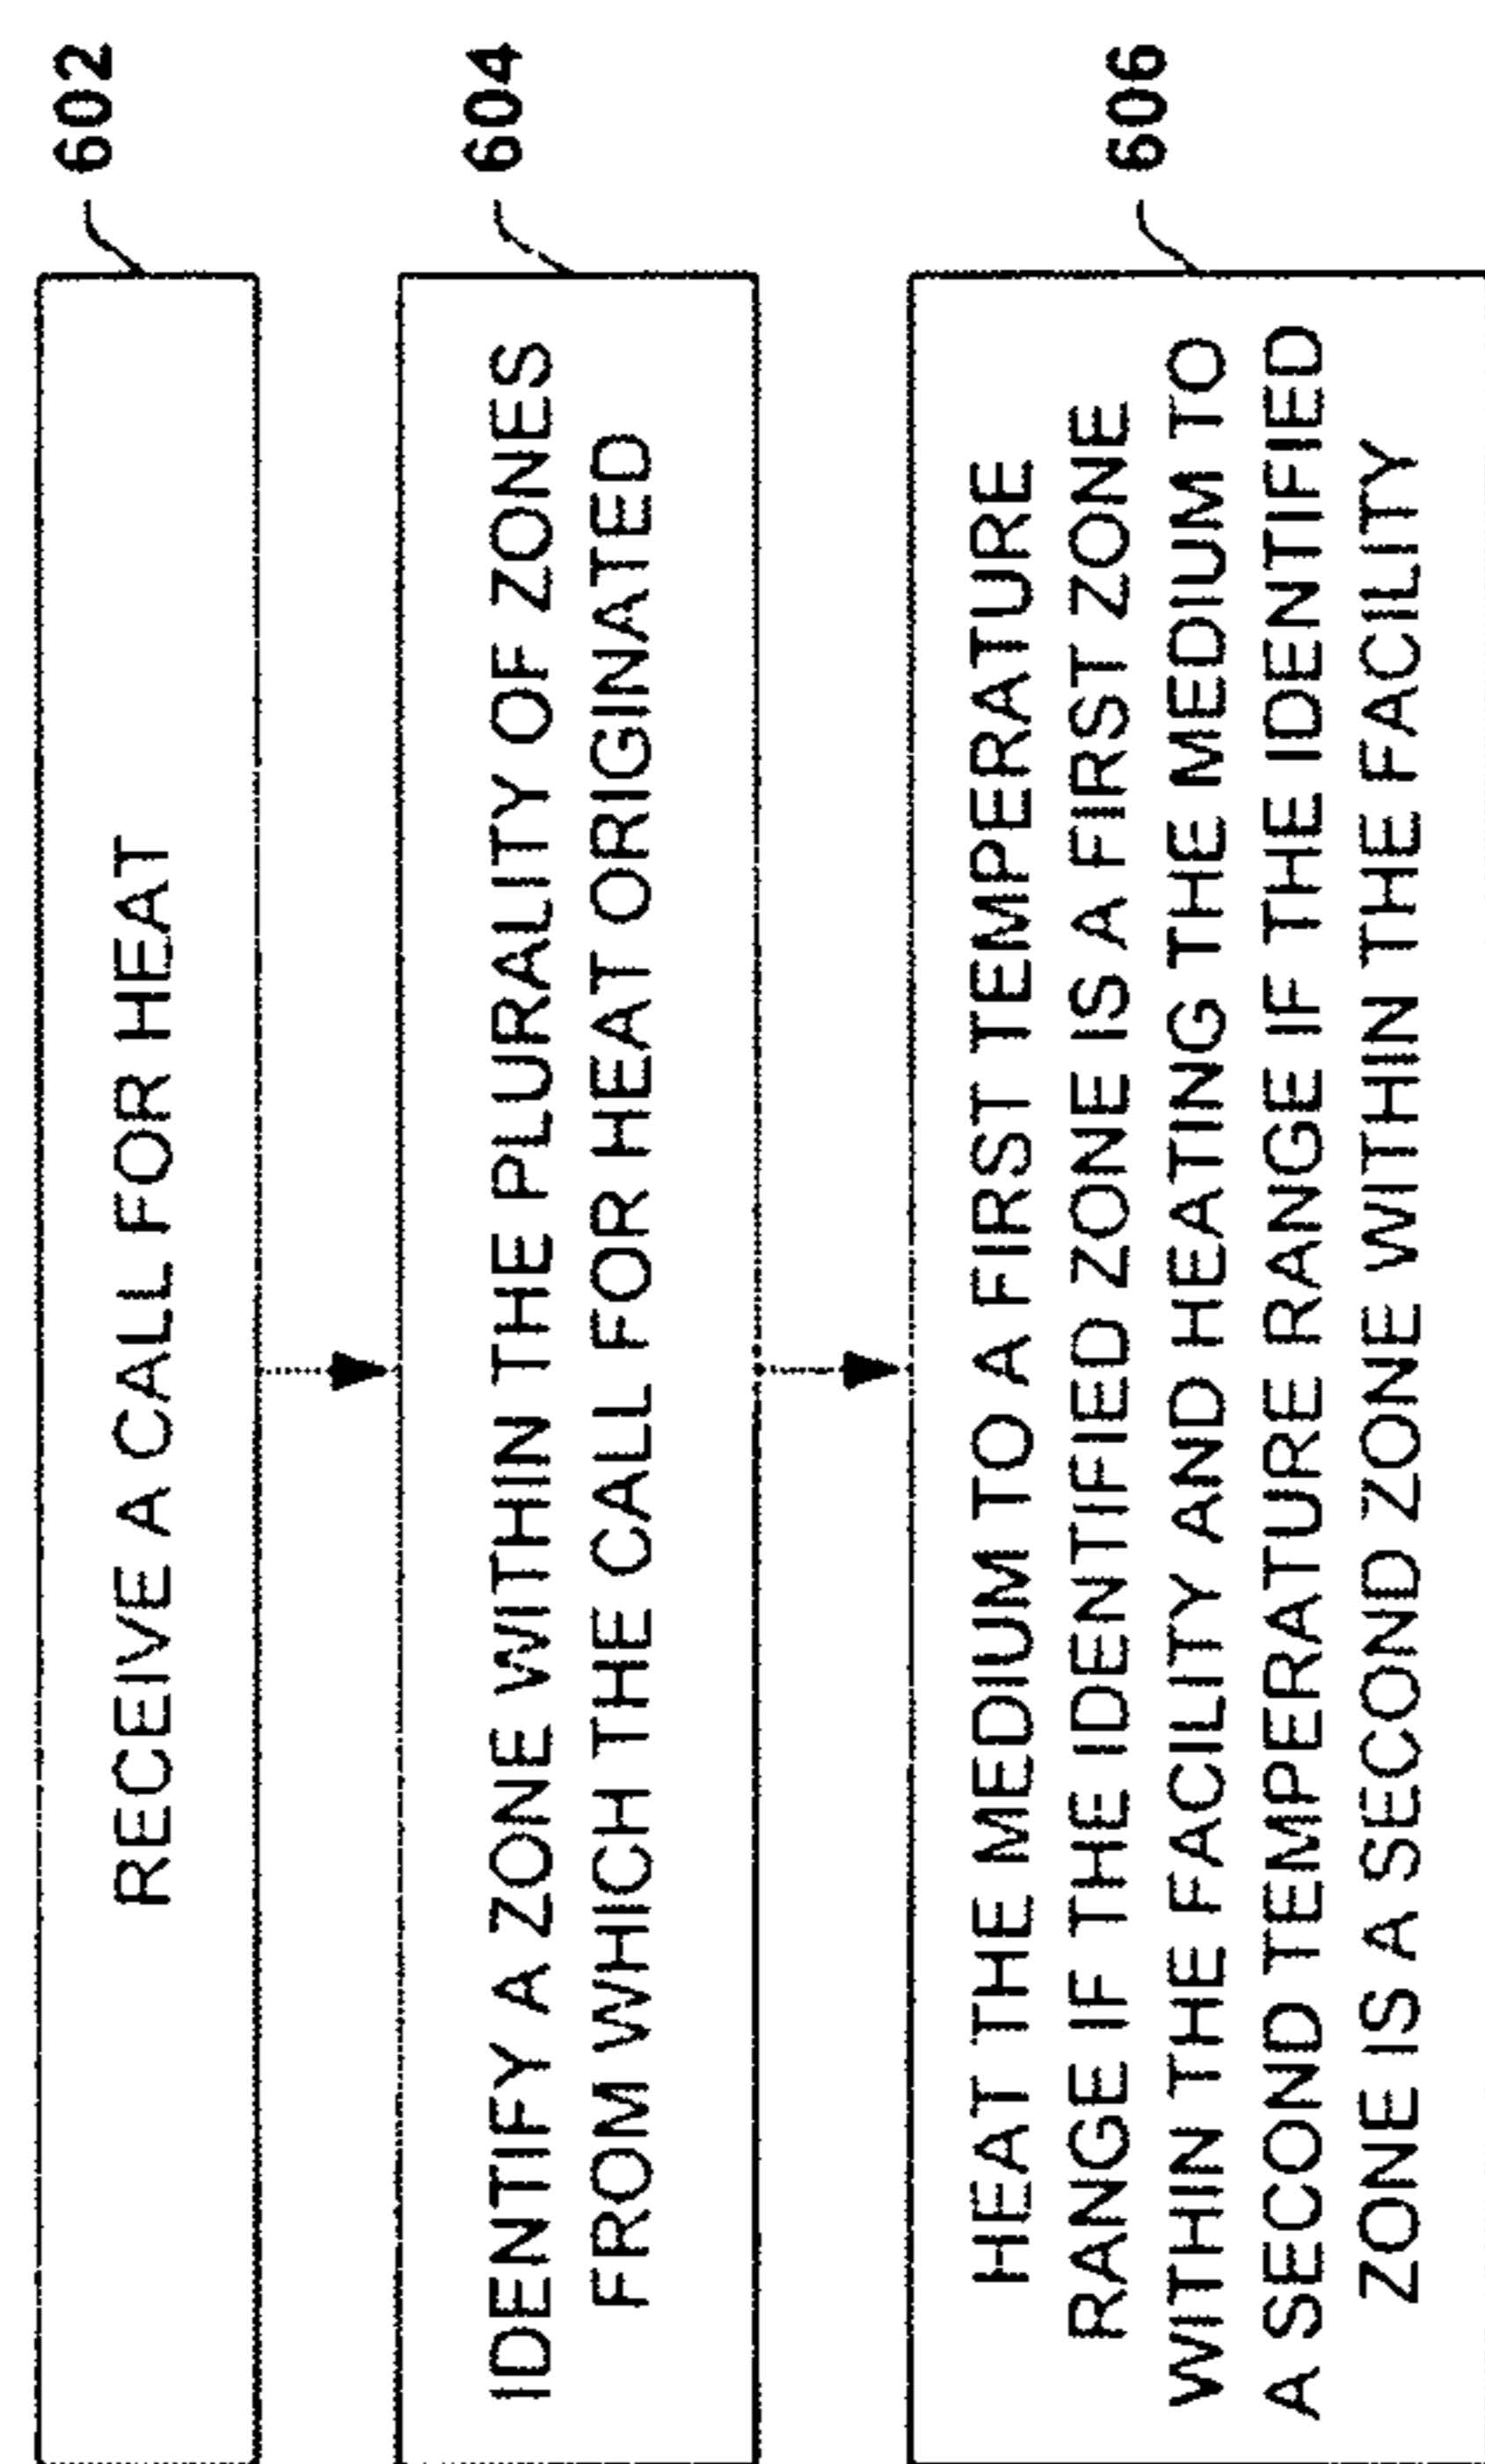 RECEIVE A CALL FOR HEAT
602
IDENTIFY A ZONE WITHIN THE PLURALITY OF ZONES
FROM WHICH THE CALL FOR HEAT ORIGINATED
604
HEAT THE MEDIUM TO A FIRST TEMPERATURE
RANGE IF THE IDENTIFIED ZONE IS A FIRST ZONE
WITHIN THE FACILITY AND HEATING THE MEDIUM TO
A SECOND TEMPERATURE RANGE IF THE IDENTIFIED
ZONE IS A SECOND ZONE WITHIN THE FACILITY
606